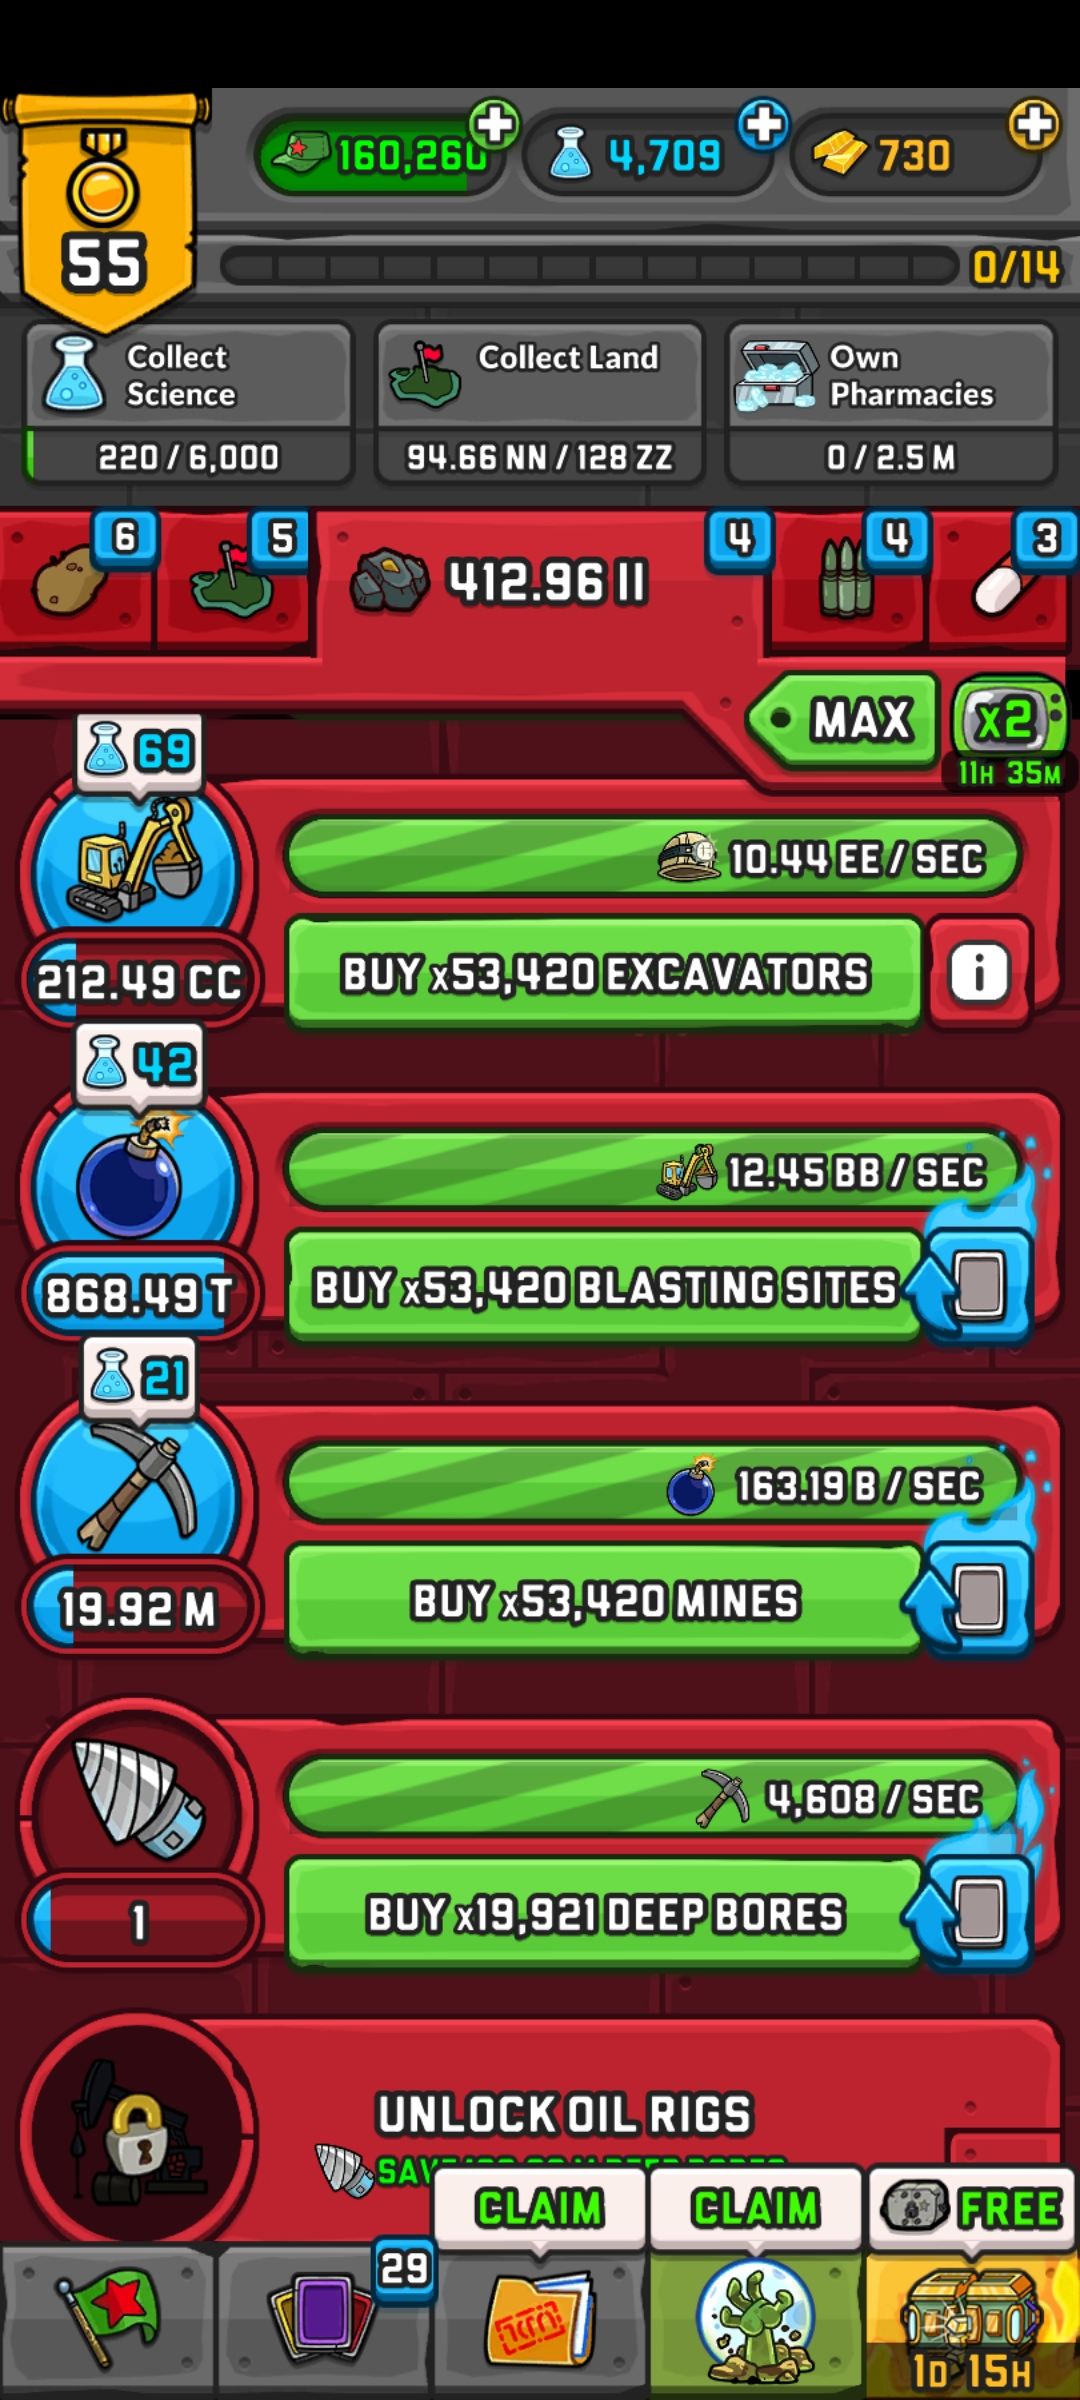 55
160,260
4,709
730
0/14
Collect
Science
220 / 6,000
Collect Land
94.66 NN / 128 ZZ
Own
Pharmacies
0 / 2.5 M
6
5
412.96 II
4
4
3
MAX
x2
11H 35M
69
10.44 EE / SEC
212.49 CC
BUY x53,420 EXCAVATORS
i
42
12.45 BB / SEC
868.49 T
BUY x53,420 BLASTING SITES
21
163.19 B / SEC
19.92 M
BUY x53,420 MINES
4,608 / SEC
1
BUY x19,921 DEEP BORES
UNLOCK OIL RIGS
CLAIM
CLAIM
FREE
29
1D 15H